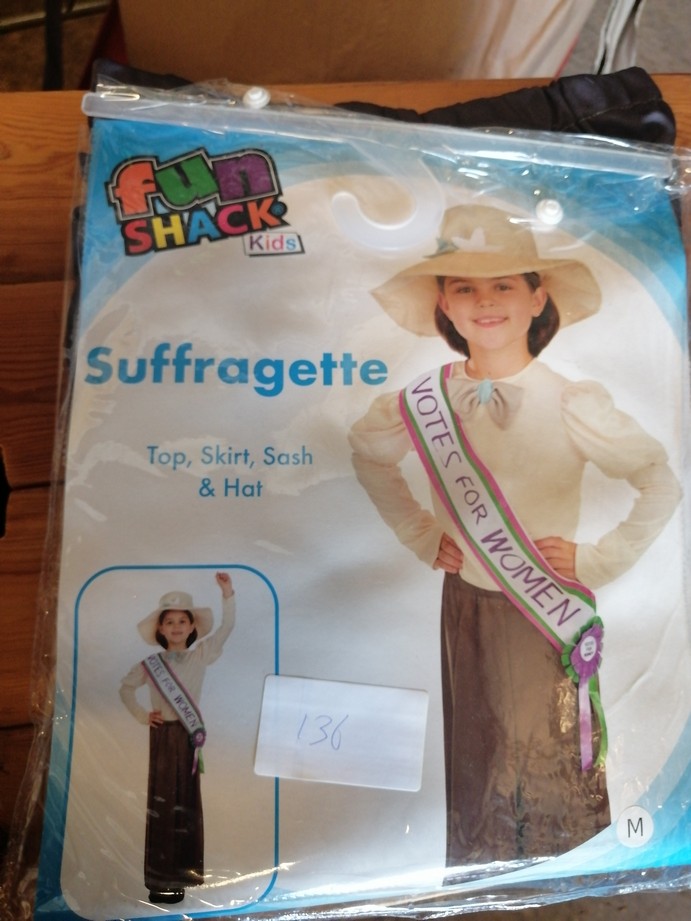 fun
SHACK
Kids
Suffragette
Top, Skirt, Sash
& Hat
VOTES FOR WOMEN
VOTES FOR WOMEN
136
M